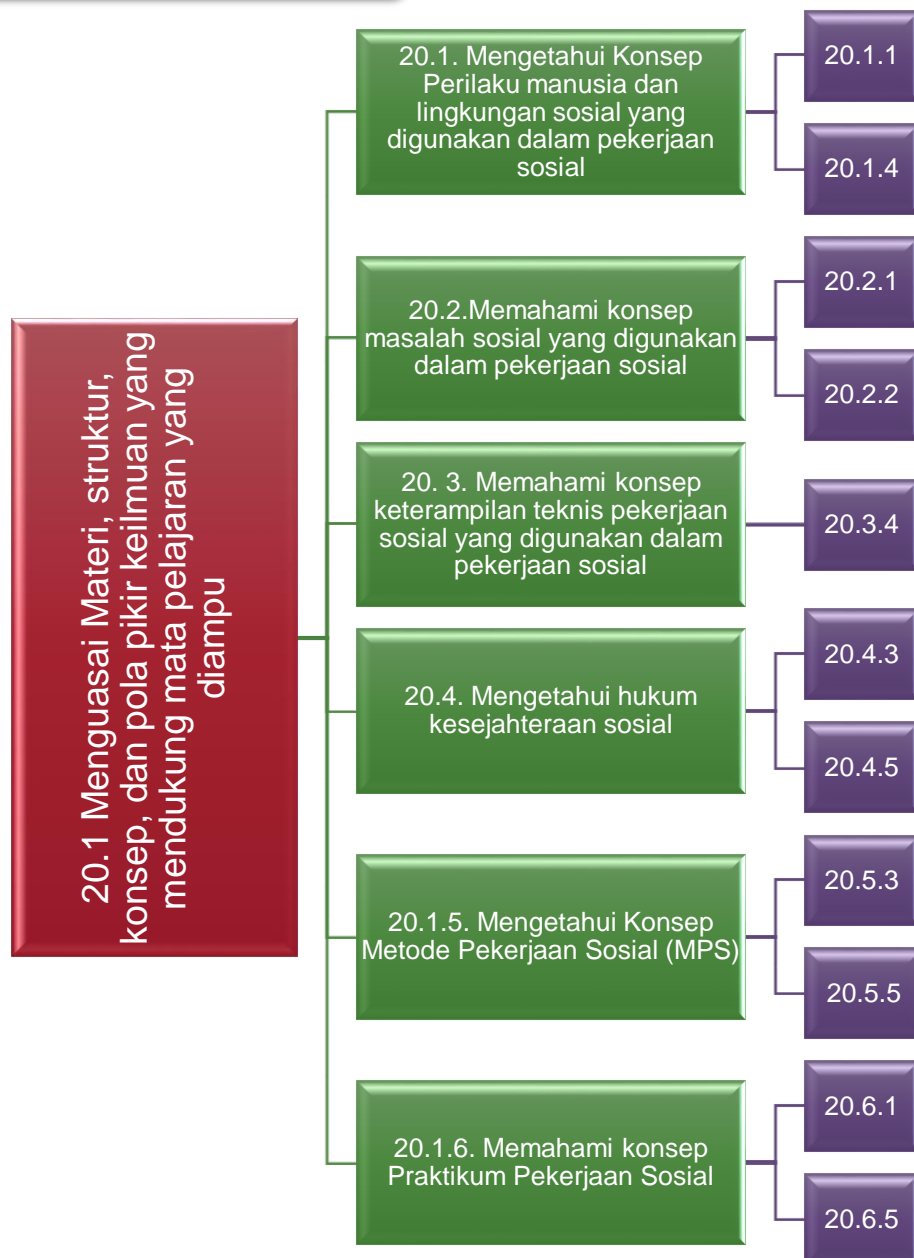 20.1 Menguasai Materi, struktur,
konsep, dan pola pikir keilmuan yang
mendukung mata pelajaran yang
diampu
20.1. Mengetahui Konsep
Perilaku manusia dan
lingkungan sosial yang
digunakan dalam pekerjaan
sosial
20.1.1
20.1.4
20.2.Memahami konsep
masalah sosial yang digunakan
dalam pekerjaan sosial
20.2.1
20.2.2
20. 3. Memahami konsep
keterampilan teknis pekerjaan
sosial yang digunakan dalam
pekerjaan sosial
20.3.4
20.4. Mengetahui hukum
kesejahteraan sosial
20.4.3
20.4.5
20.1.5. Mengetahui Konsep
Metode Pekerjaan Sosial (MPS)
20.5.3
20.5.5
20.1.6. Memahami konsep
Praktikum Pekerjaan Sosial
20.6.1
20.6.5